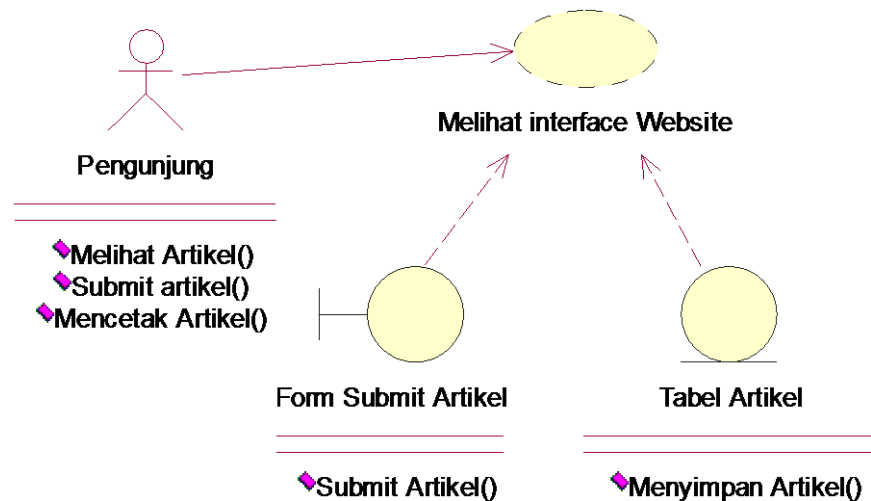 Melihat interface Website
Pengunjung
Melihat Artikel()
Submit artikel()
Mencetak Artikel()
Form Submit Artikel
Submit Artikel()
Tabel Artikel
Menyimpan Artikel()